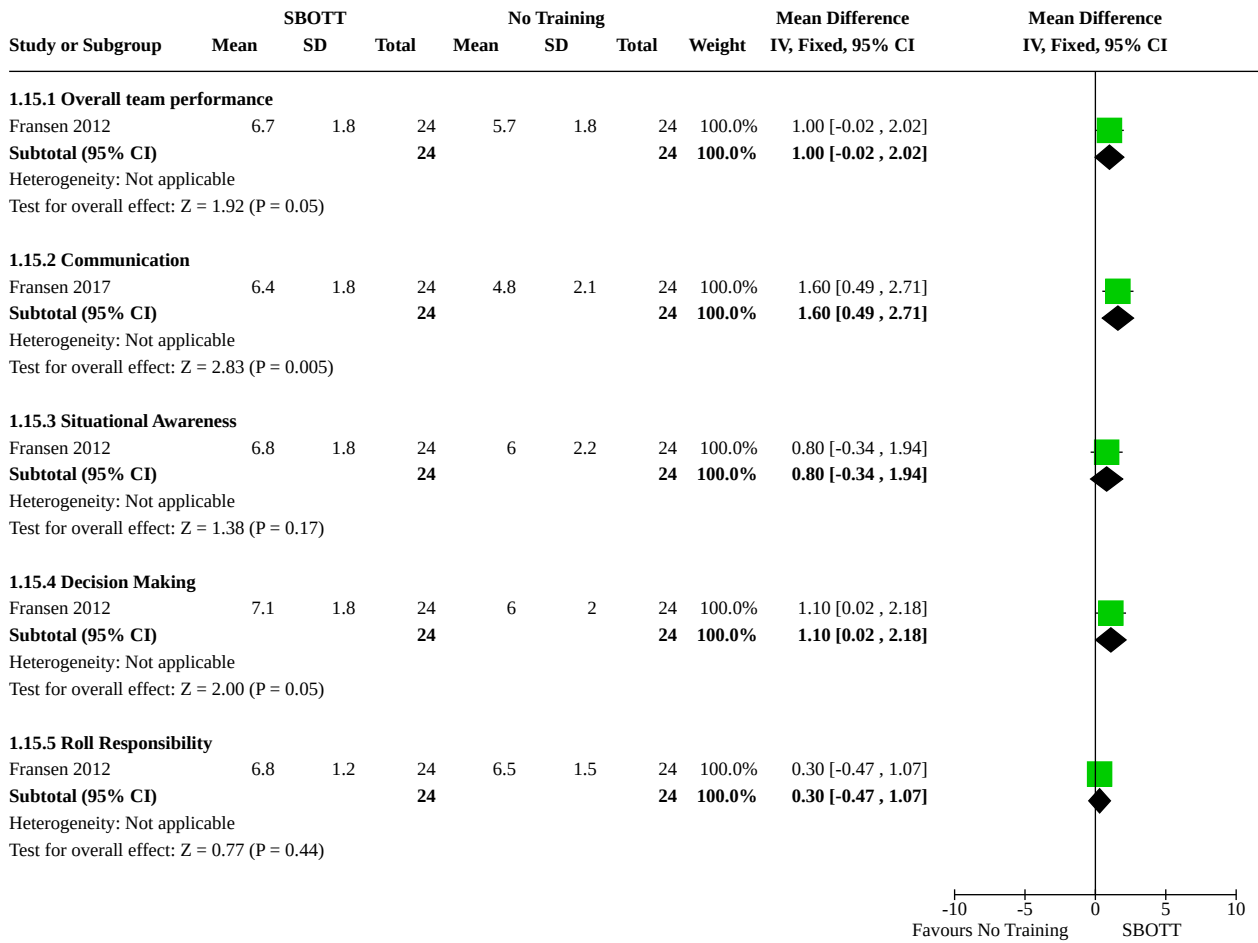 SBOTT No Training Mean Difference Mean Difference
Study or Subgroup Mean SD Total Mean SD Total Weight IV, Fixed, 95% CI IV, Fixed, 95% CI
1.15.1 Overall team performance
Fransen 2012 6.7 1.8 24 5.7 1.8 24 100.0% 1.00 [-0.02 , 2.02]
Subtotal (95% CI) 24 24 100.0% 1.00 [-0.02 , 2.02]
Heterogeneity: Not applicable
Test for overall effect: Z = 1.92 (P = 0.05)
1.15.2 Communication
Fransen 2017 6.4 1.8 24 4.8 2.1 24 100.0% 1.60 [0.49 , 2.71]
Subtotal (95% CI) 24 24 100.0% 1.60 [0.49 , 2.71]
Heterogeneity: Not applicable
Test for overall effect: Z = 2.83 (P = 0.005)
1.15.3 Situational Awareness
Fransen 2012 6.8 1.8 24 6 2.2 24 100.0% 0.80 [-0.34 , 1.94]
Subtotal (95% CI) 24 24 100.0% 0.80 [-0.34 , 1.94]
Heterogeneity: Not applicable
Test for overall effect: Z = 1.38 (P = 0.17)
1.15.4 Decision Making
Fransen 2012 7.1 1.8 24 6 2 24 100.0% 1.10 [0.02 , 2.18]
Subtotal (95% CI) 24 24 100.0% 1.10 [0.02 , 2.18]
Heterogeneity: Not applicable
Test for overall effect: Z = 2.00 (P = 0.05)
1.15.5 Roll Responsibility
Fransen 2012 6.8 1.2 24 6.5 1.5 24 100.0% 0.30 [-0.47 , 1.07]
Subtotal (95% CI) 24 24 100.0% 0.30 [-0.47 , 1.07]
Heterogeneity: Not applicable
Test for overall effect: Z = 0.77 (P = 0.44)
-10 -5 0 5 10
Favours No Training SBOTT